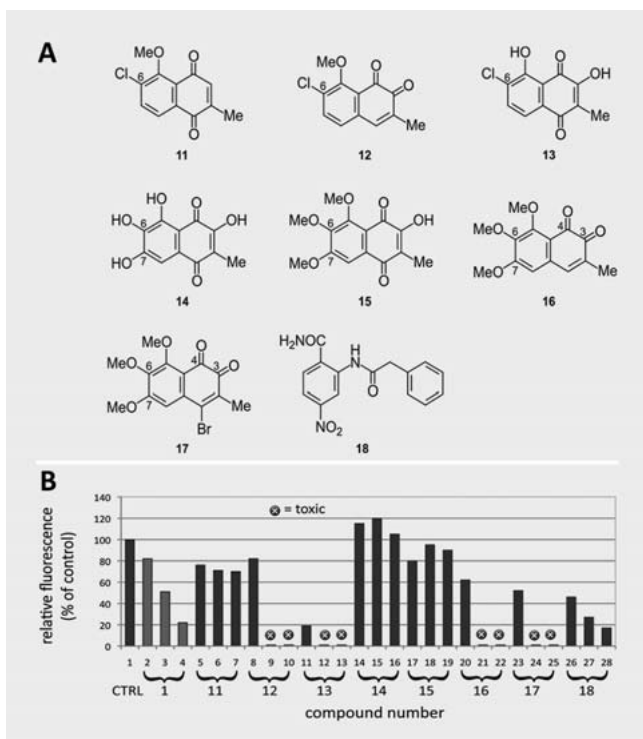 A
MeO O
Cl 6
O Me
11
MeO O
Cl 6 O
Me
12
HO O
Cl 6 OH
O Me
13
OH O
HO 6 OH
HO 7 Me
O
14
MeO O
MeO 6 OH
MeO 7 Me
O
15
MeO O
MeO 6 4 3 O
MeO 7 Me
16
MeO O
MeO 6 4 3 O
MeO 7 Me
Br
17
H2NOC H
N
O
NO2
18
B
relative fluorescence
(% of control)
140
120
100
80
60
40
20
0
= toxic
1 2 3 4 5 6 7 8 9 10 11 12 13 14 15 16 17 18 19 20 21 22 23 24 25 26 27 28
CTRL 1 11 12 13 14 15 16 17 18
compound number